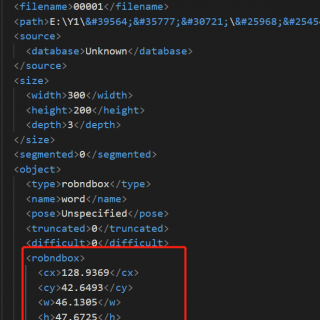 <filename>00001</filename>
<path>E:\Y1\&#39564;&#35777;&#30721;\&#25968;&#2545
<source>
<database>Unknown</database>
</source>
<size>
<width>300</width>
<height>200</height>
<depth>3</depth>
</size>
<segmented>0</segmented>
<object>
<type>robndbox</type>
<name>word</name>
<pose>Unspecified</pose>
<truncated>0</truncated>
<difficult>0</difficult>
<robndbox>
<cx>128.9369</cx>
<cy>42.6493</cy>
<w>46.1305</w>
<h>47.6725</h>